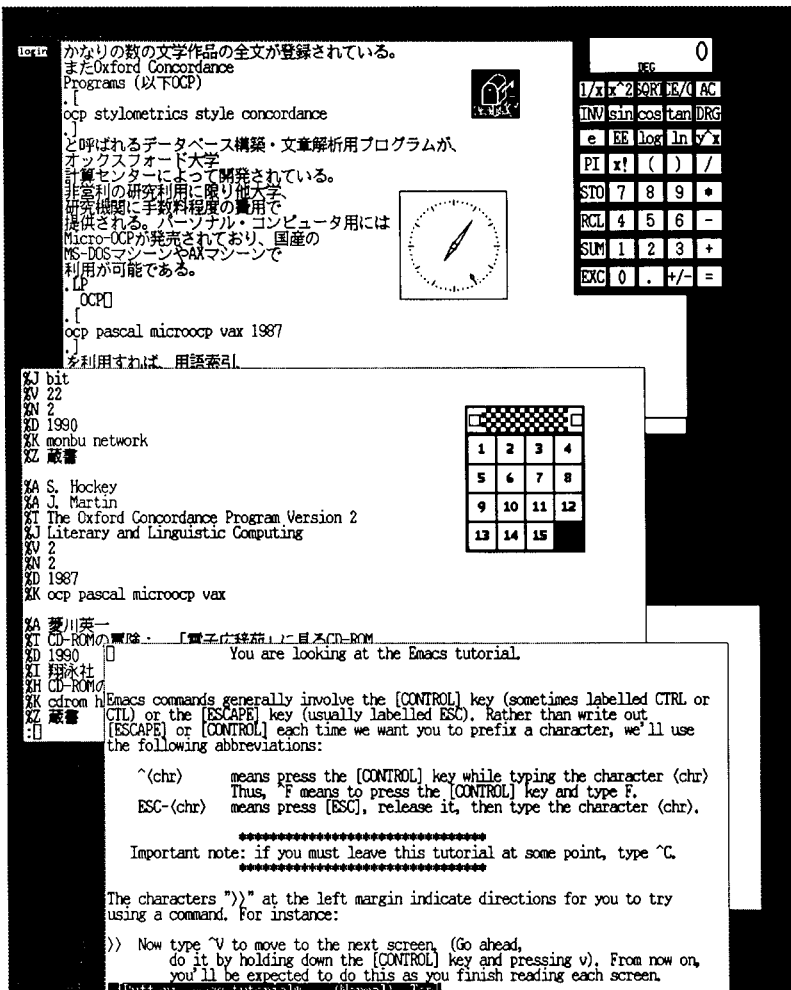 login
かなりの数の文学作品の全文が登録されている。
またOxford Concordance
Programs (以下OCP)
.[
ocp stylometrics style concordance
.]
と呼ばれるデータベース構築・文章解析用プログラムが、
オックスフォード大学
計算センターによって開発されている。
非営利の研究利用に限り他大学、
研究機関に手数料程度の費用で
提供される。パーソナル・コンピュータ用には
Micro-OCPが発売されており、国産の
MS-DOSマシーンやAXマシーンで
利用が可能である。
.LP
OCP
.[
ocp pascal microocp vax 1987
.]
を利用すれば、用語索引
0
DEG
1/x x^2 SQRT CE/C AC
INV sin cos tan DRG
e EE log ln y^x
PI x! ( ) /
STO 7 8 9 *
RCL 4 5 6 -
SUM 1 2 3 +
EXC 0 . +/- =
%J bit
%V 22
%N 2
%D 1990
%K monbu network
%Z 蔵書
%A S. Hockey
%A J. Martin
%T The Oxford Concordance Program Version 2
%J Literary and Linguistic Computing
%V 2
%N 2
%D 1987
%K ocp pascal microocp vax
%A 菱川英一
%T CD-ROMの 「電子広辞苑」に見るCD-ROM
%D 1990
%I 翔泳社
%H CD-ROMの
%K cdrom h
%Z 蔵書
:
1 2 3 4
5 6 7 8
9 10 11 12
13 14 15
You are looking at the Emacs tutorial.
Emacs commands generally involve the [CONTROL] key (sometimes labelled CTRL or
CTL) or the [ESCAPE] key (usually labelled ESC). Rather than write out
[ESCAPE] or [CONTROL] each time we want you to prefix a character, we'll use
the following abbreviations:
^<chr> means press the [CONTROL] key while typing the character <chr>
Thus, ^F means to press the [CONTROL] key and type F.
ESC-<chr> means press [ESC], release it, then type the character <chr>.
*******************************
Important note: if you must leave this tutorial at some point, type ^C.
*******************************
The characters ">>" at the left margin indicate directions for you to try
using a command. For instance:
>> Now type ^V to move to the next screen. (Go ahead,
do it by holding down the [CONTROL] key and pressing v). From now on,
you'll be expected to do this as you finish reading each screen.